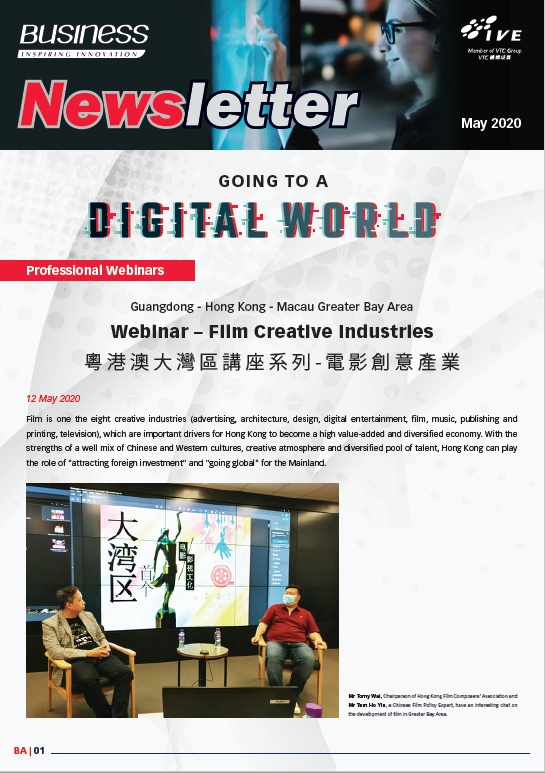 BUSINESS
INSPIRING INNOVATION
IVE
Member of VTC Group
VTC 機構成員
Newsletter
May 2020
GOING TO A
DIGITAL WORLD
Professional Webinars
Guangdong - Hong Kong - Macau Greater Bay Area
Webinar – Film Creative Industries
粵港澳大灣區講座系列-電影創意產業
12 May 2020
Film is one the eight creative industries (advertising, architecture, design, digital entertainment, film, music, publishing and
printing, television), which are important drivers for Hong Kong to become a high value-added and diversified economy. With the
strengths of a well mix of Chinese and Western cultures, creative atmosphere and diversified pool of talent, Hong Kong can play
the role of "attracting foreign investment" and "going global" for the Mainland.
大湾区
首个
电影
影视文化
Mr Tomy Wai, Chairperson of Hong Kong Film Composers' Association and
Mr Tam Ho Yin, a Chinese Film Policy Expert, have an interesting chat on
the development of film in Greater Bay Area.
BA | 01